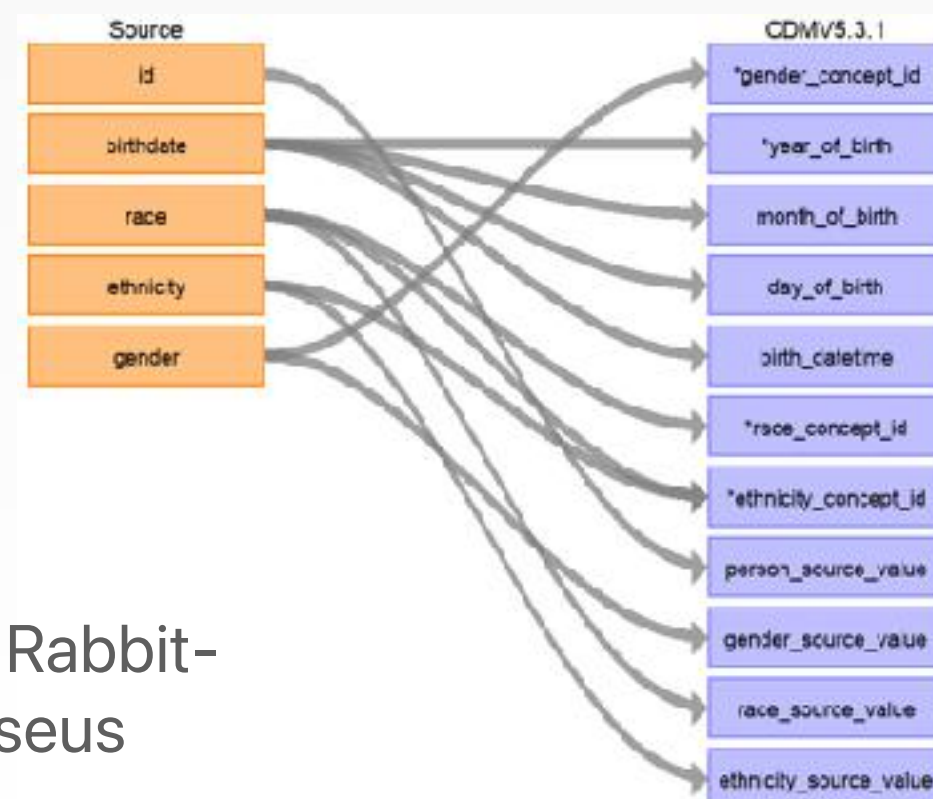 Source
id
birthdate
race
ethnicity
gender
CDMV5.3.1
*gender_concept_id
*year_of_birth
month_of_birth
day_of_birth
birth_datetime
*race_concept_id
*ethnicity_concept_id
person_source_value
gender_source_value
race_source_value
ethnicity_source_value
Rabbit-
seus